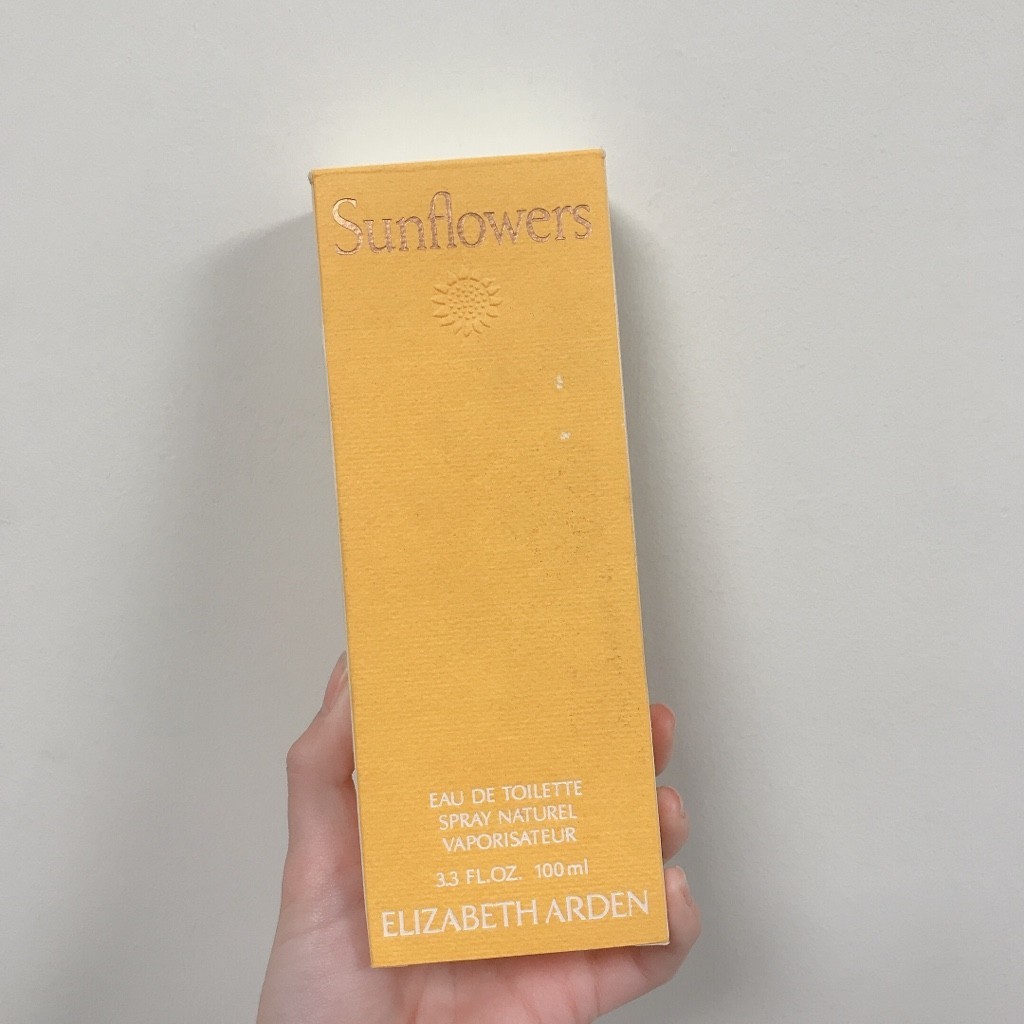 Sunflowers
EAU DE TOILETTE
SPRAY NATUREL
VAPORISATEUR
3.3 FL.OZ. 100 ml
ELIZABETH ARDEN